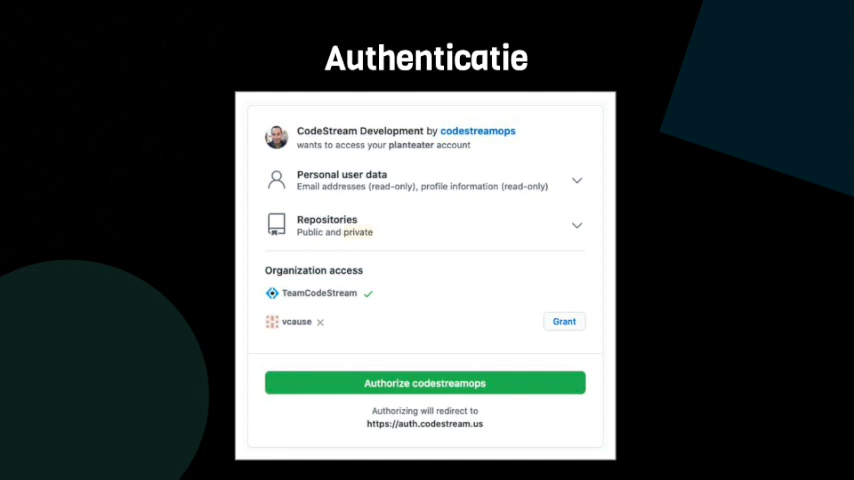 Authenticatie
CodeStream Development by codestreamops
wants to access your planteater account
Personal user data
Email addresses (read-only), profile information (read-only)
Repositories
Public and private
Organization access
TeamCodeStream
vcause
Grant
Authorize codestreamops
Authorizing will redirect to
https://auth.codestream.us